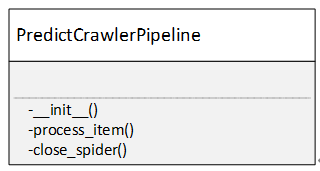 PredictCrawlerPipeline
-__init__()
-process_item()
-close_spider()